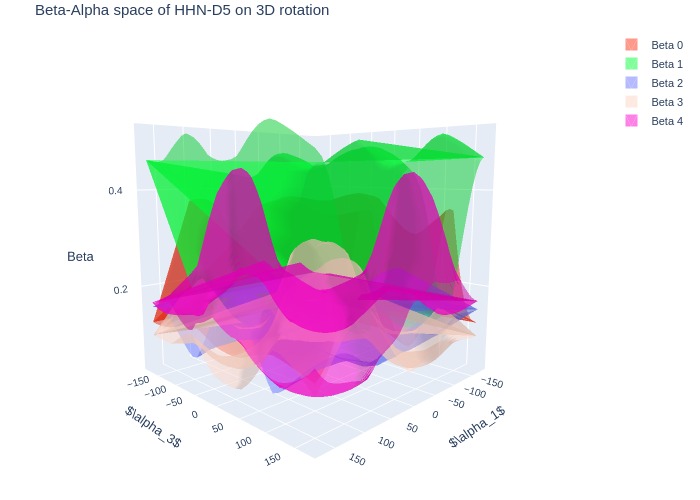 Beta-Alpha space of HHN-D5 on 3D rotation
Beta 0
Beta 1
Beta 2
Beta 3
Beta 4
0.4
Beta
0.2
−150
−100
−50
0
50
100
150
$\alpha_3$
−150
−100
−50
0
50
100
150
$\alpha_1$